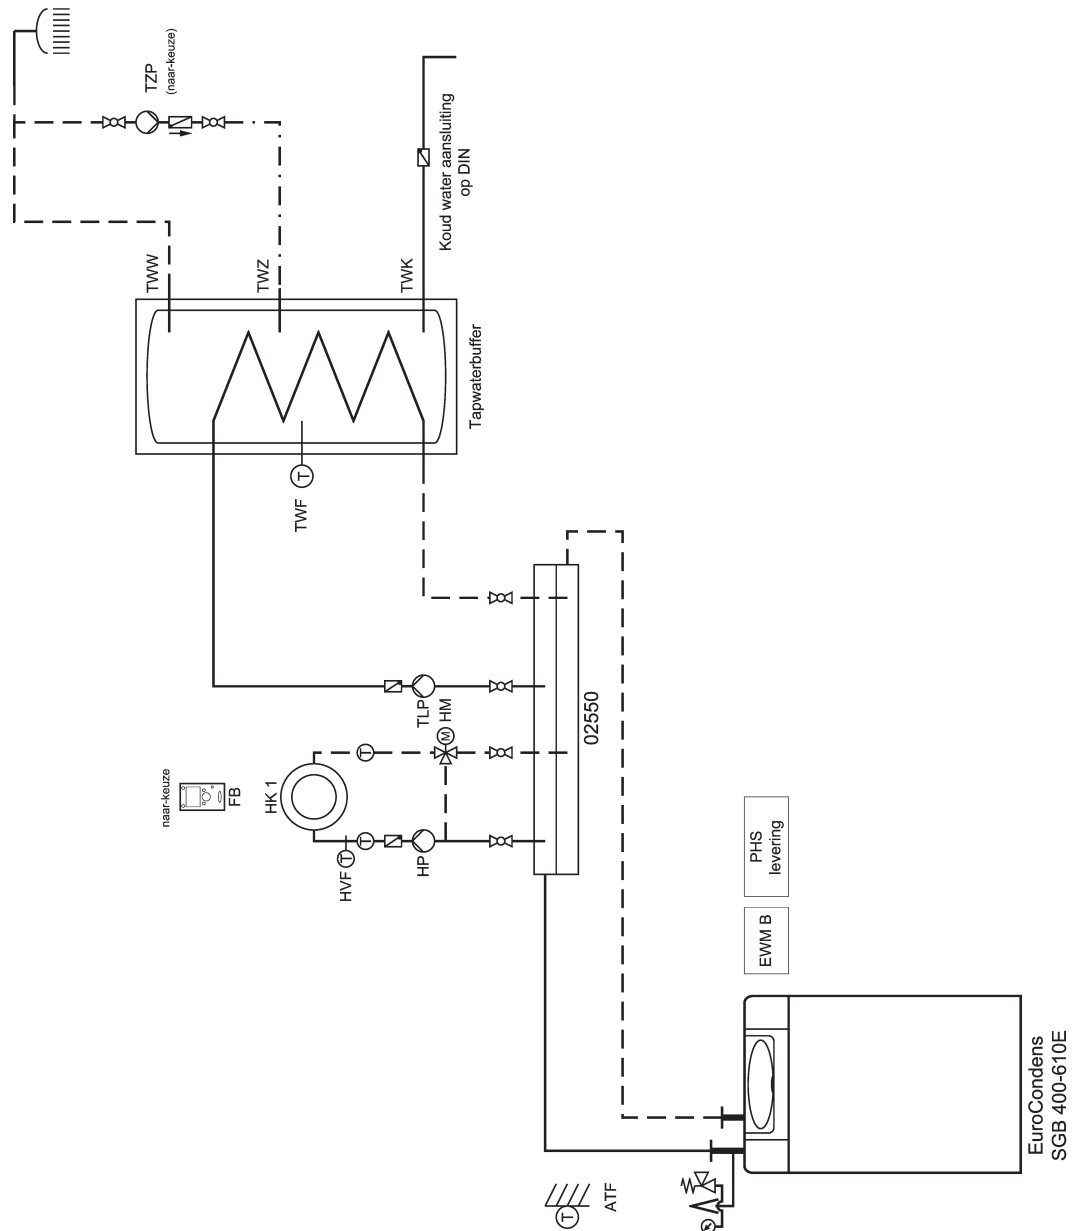 TZP
(naar-keuze)
Koud water aansluiting
op DIN
TWW
TWZ
TWK
Tapwaterbuffer
T
TWF
TLP
HM
M
T
naar-keuze
FB
HK 1
T
T
HVF
HP
02550
PHS
levering
EWM B
EuroCondens
SGB 400-610E
T
ATF